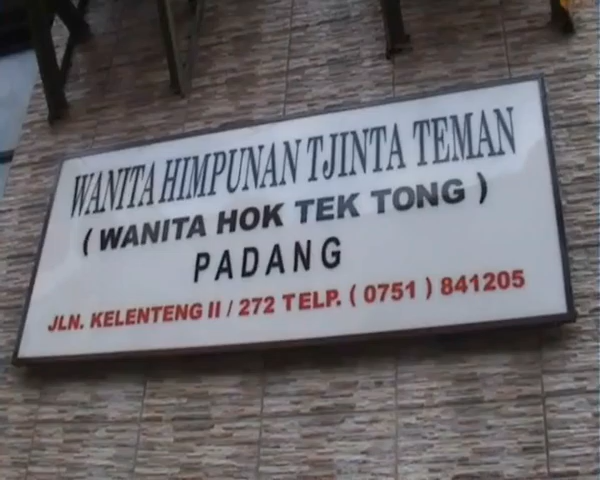 WANITA HIMPUNAN TJINTA TEMAN
( WANITA HOK TEK TONG )
PADANG
JLN. KELENTENG II / 272 TELP. ( 0751 ) 841205